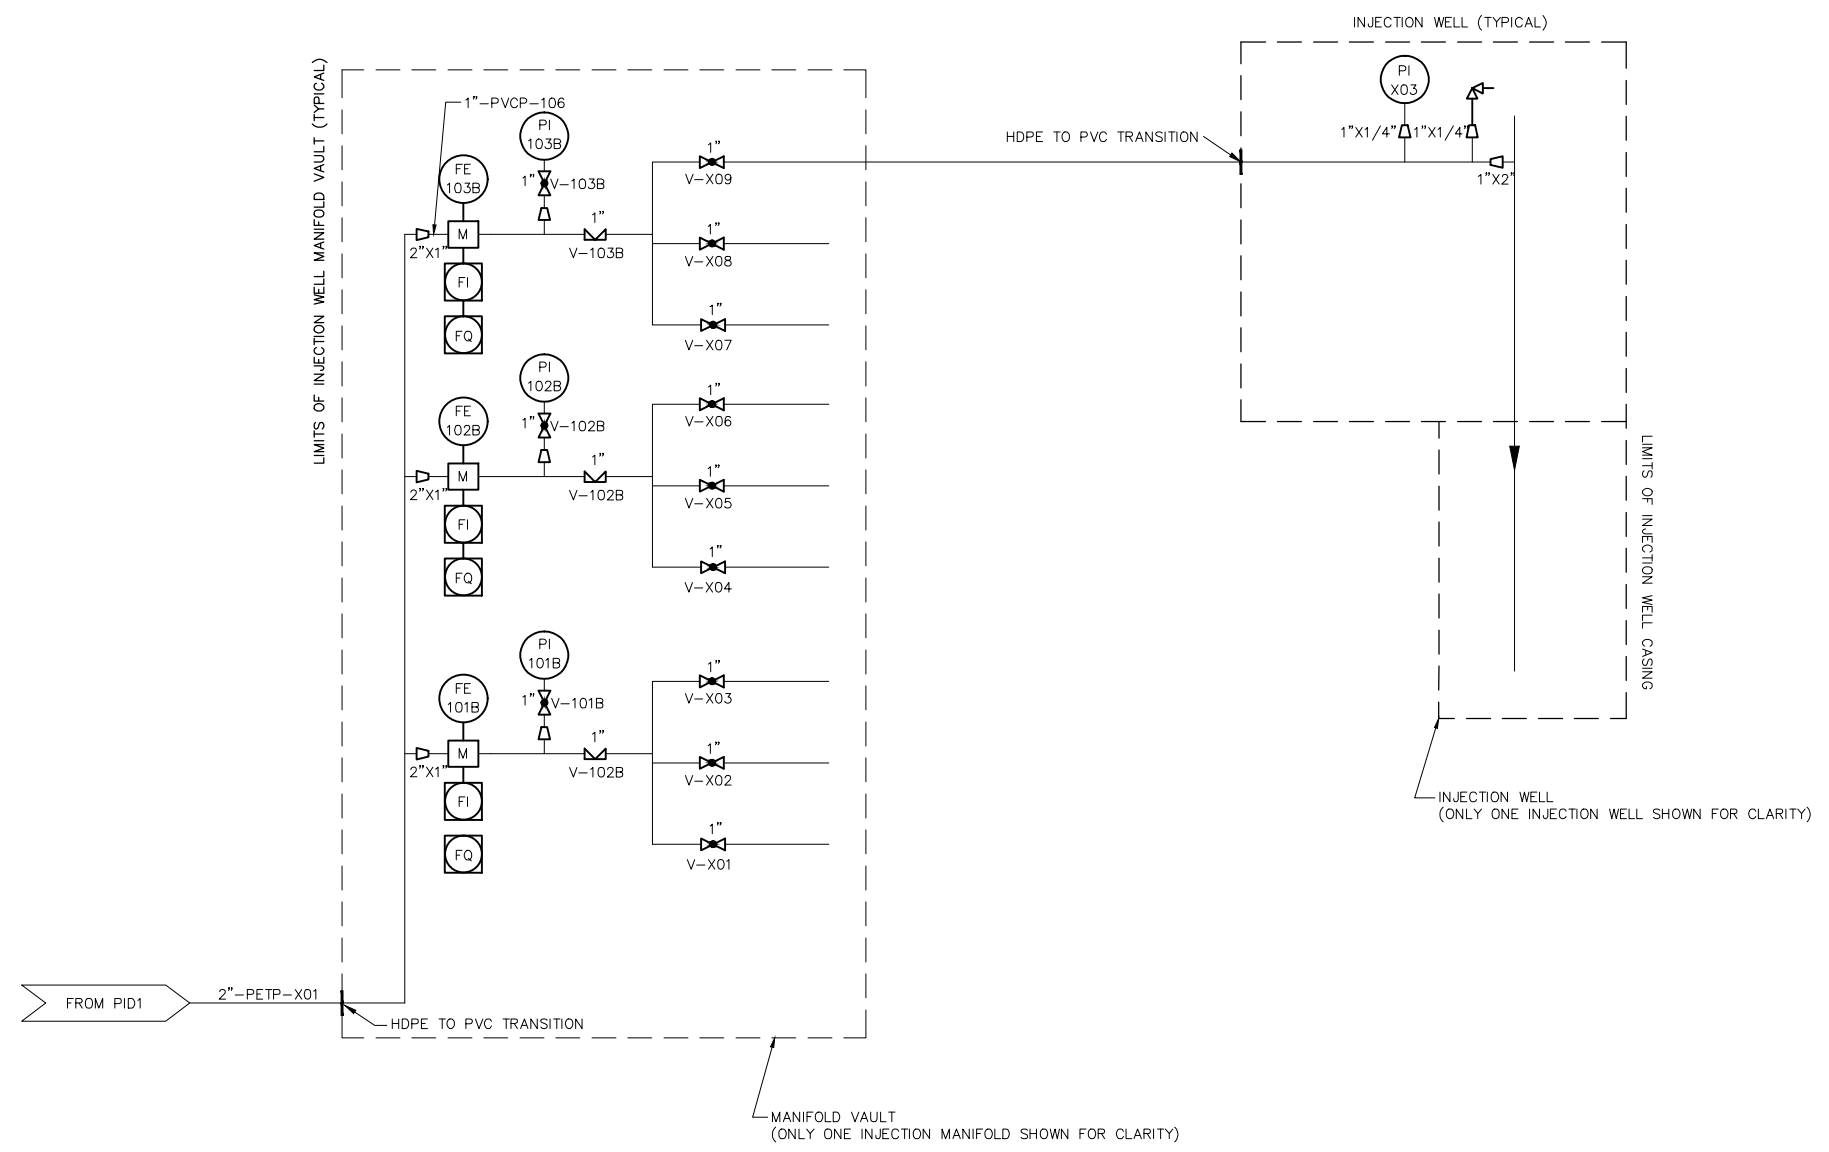 INJECTION WELL (TYPICAL)
LIMITS OF INJECTION WELL MANIFOLD VAULT (TYPICAL)
1"-PVCP-106
PI
103B
FE
103B
1"
V-103B
M
2"X1"
FI
FQ
1"
V-103B
1"
V-X09
1"
V-X08
1"
V-X07
HDPE TO PVC TRANSITION
PI
X03
1"X1/4"
1"X1/4"
1"X2"
PI
102B
FE
102B
1"
V-102B
M
2"X1"
FI
FQ
1"
V-102B
1"
V-X06
1"
V-X05
1"
V-X04
LIMITS OF INJECTION WELL CASING
PI
101B
FE
101B
1"
V-101B
M
2"X1"
FI
FQ
1"
V-102B
1"
V-X03
1"
V-X02
1"
V-X01
INJECTION WELL
(ONLY ONE INJECTION WELL SHOWN FOR CLARITY)
FROM PID1
2"-PETP-X01
HDPE TO PVC TRANSITION
MANIFOLD VAULT
(ONLY ONE INJECTION MANIFOLD SHOWN FOR CLARITY)